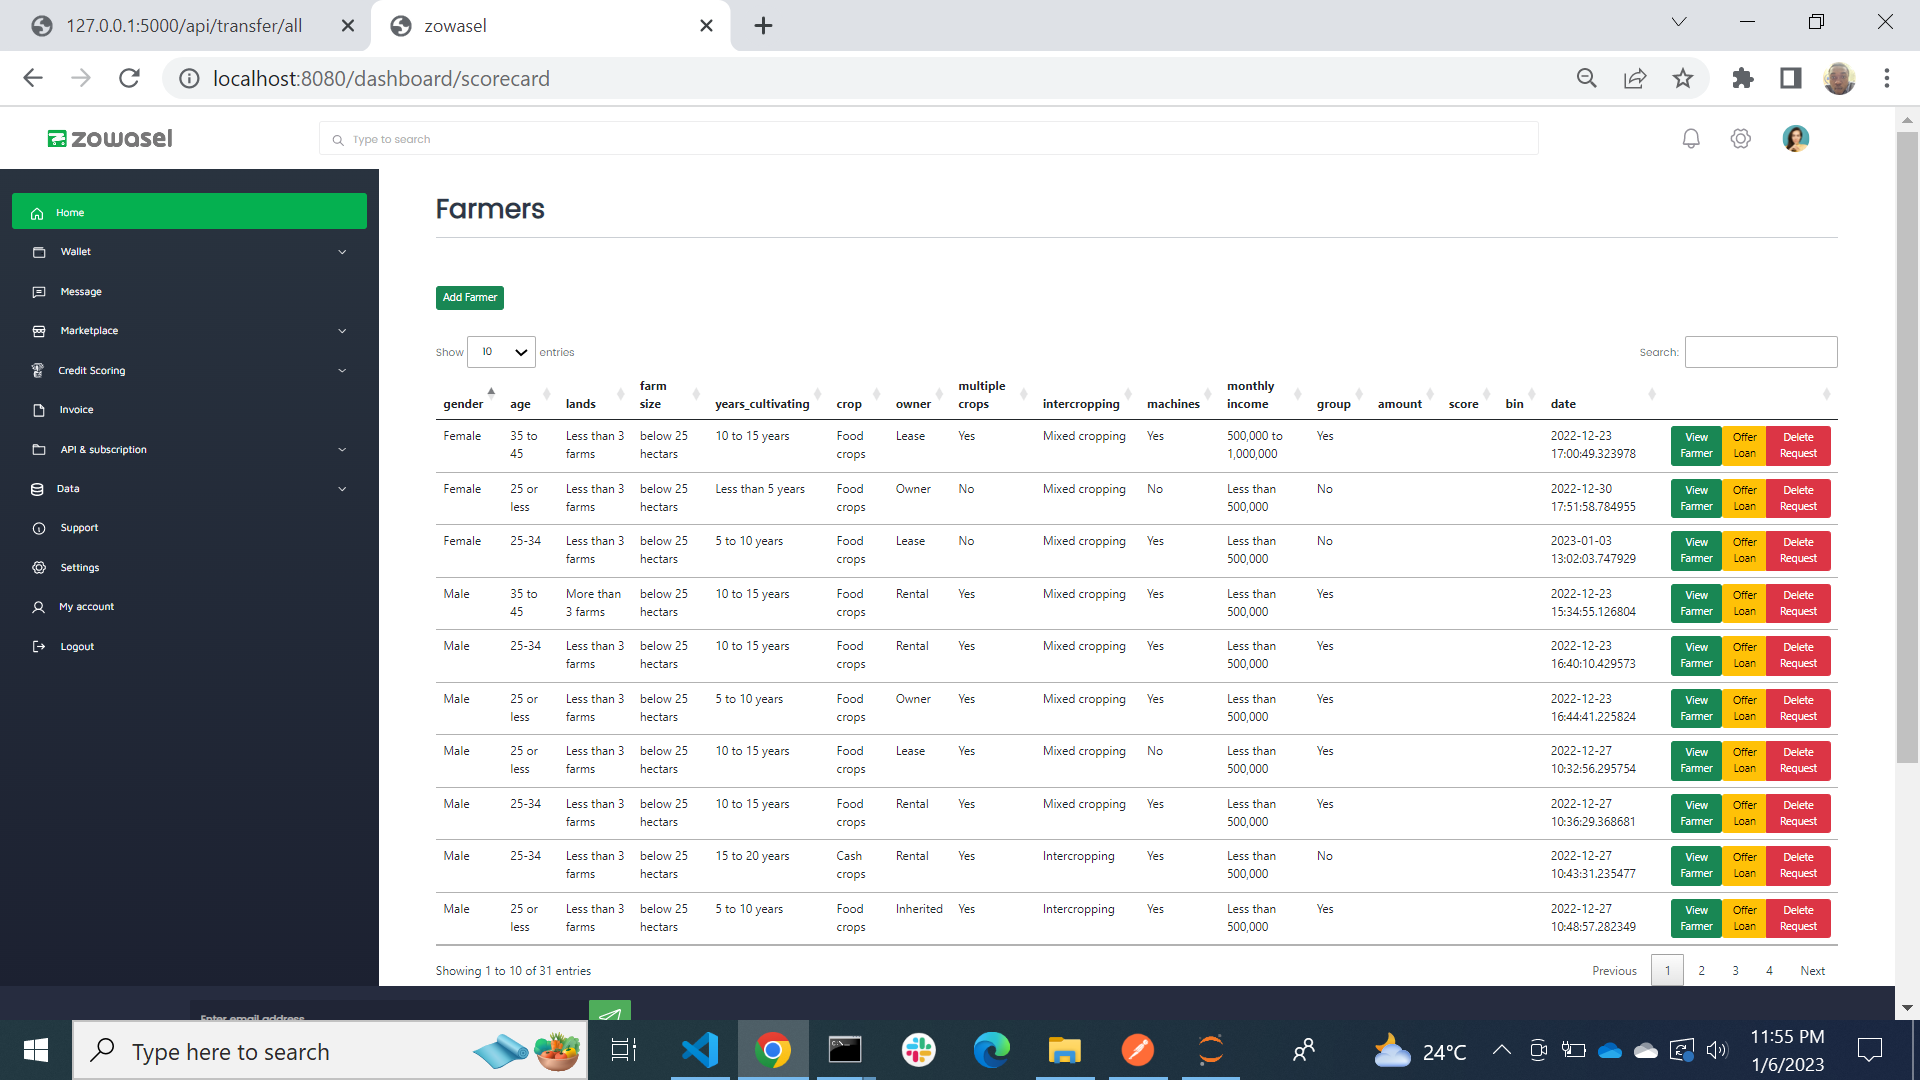 127.0.0.1:5000/api/transfer/all
zowasel
localhost:8080/dashboard/scorecard
zowasel
Type to search
Home
Wallet
Message
Marketplace
Credit Scoring
Invoice
API & subscription
Data
Support
Settings
My account
Logout
Farmers
Add Farmer
Show 10 entries
Search:
gender age lands farm size years_cultivating crop owner multiple crops intercropping machines monthly income group amount score bin date
Female 35 to 45 Less than 3 farms below 25 hectars 10 to 15 years Food crops Lease Yes Mixed cropping Yes 500,000 to 1,000,000 Yes 2022-12-23 17:00:49.323978 View Farmer Offer Loan Delete Request
Female 25 or less Less than 3 farms below 25 hectars Less than 5 years Food crops Owner No Mixed cropping No Less than 500,000 No 2022-12-30 17:51:58.784955 View Farmer Offer Loan Delete Request
Female 25-34 Less than 3 farms below 25 hectars 5 to 10 years Food crops Lease No Mixed cropping Yes Less than 500,000 No 2023-01-03 13:02:03.747929 View Farmer Offer Loan Delete Request
Male 35 to 45 More than 3 farms below 25 hectars 10 to 15 years Food crops Rental Yes Mixed cropping Yes Less than 500,000 Yes 2022-12-23 15:34:55.126804 View Farmer Offer Loan Delete Request
Male 25-34 Less than 3 farms below 25 hectars 10 to 15 years Food crops Rental Yes Mixed cropping Yes Less than 500,000 Yes 2022-12-23 16:40:10.429573 View Farmer Offer Loan Delete Request
Male 25 or less Less than 3 farms below 25 hectars 5 to 10 years Food crops Owner Yes Mixed cropping Yes Less than 500,000 Yes 2022-12-23 16:44:41.225824 View Farmer Offer Loan Delete Request
Male 25 or less Less than 3 farms below 25 hectars 10 to 15 years Food crops Lease Yes Mixed cropping No Less than 500,000 Yes 2022-12-27 10:32:56.295754 View Farmer Offer Loan Delete Request
Male 25-34 Less than 3 farms below 25 hectars 10 to 15 years Food crops Rental Yes Mixed cropping Yes Less than 500,000 Yes 2022-12-27 10:36:29.368681 View Farmer Offer Loan Delete Request
Male 25-34 Less than 3 farms below 25 hectars 15 to 20 years Cash crops Rental Yes Intercropping Yes Less than 500,000 No 2022-12-27 10:43:31.235477 View Farmer Offer Loan Delete Request
Male 25 or less Less than 3 farms below 25 hectars 5 to 10 years Food crops Inherited Yes Intercropping Yes Less than 500,000 Yes 2022-12-27 10:48:57.282349 View Farmer Offer Loan Delete Request
Showing 1 to 10 of 31 entries
Previous 1 2 3 4 Next
Enter email address
Type here to search
24°C
11:55 PM
1/6/2023